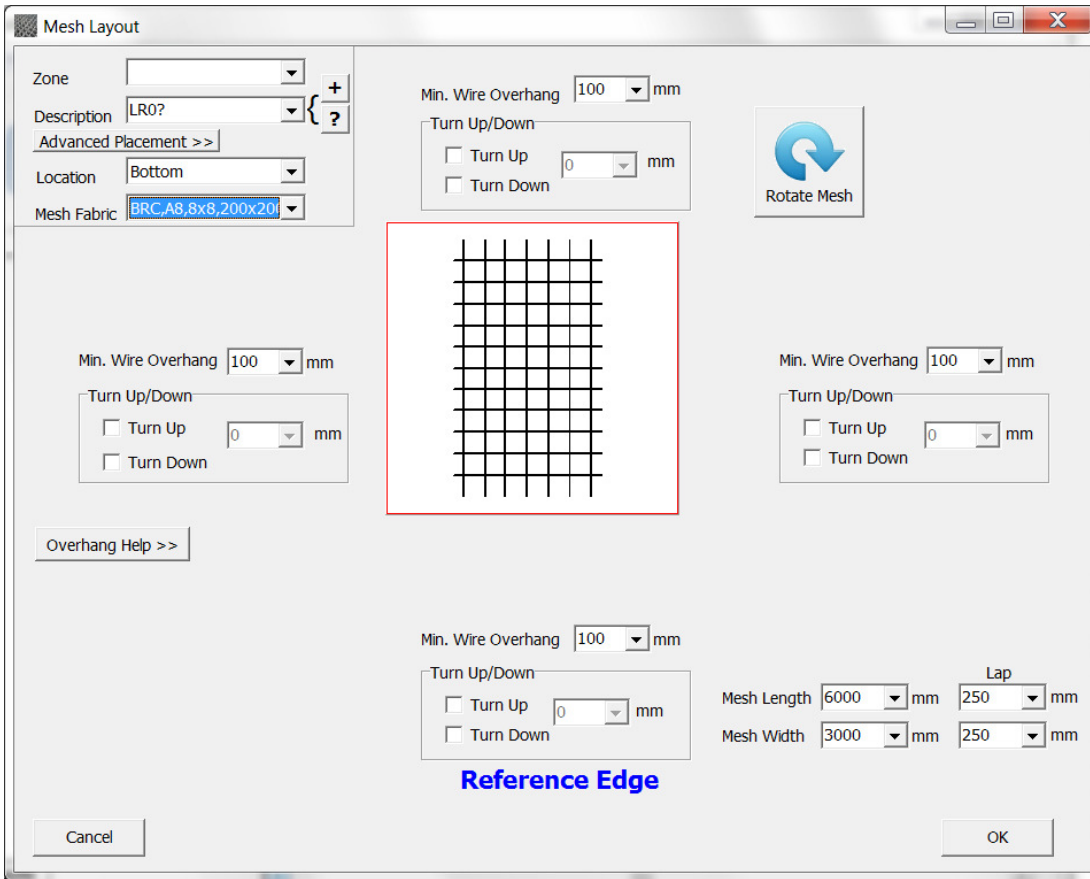 Mesh Layout
Zone
Description LR0? { + ?
Advanced Placement >>
Location Bottom
Mesh Fabric BRC,A8,8x8,200x200
Min. Wire Overhang 100 mm
Turn Up/Down
Turn Up 0 mm
Turn Down
Rotate Mesh
Min. Wire Overhang 100 mm
Turn Up/Down
Turn Up 0 mm
Turn Down
Min. Wire Overhang 100 mm
Turn Up/Down
Turn Up 0 mm
Turn Down
Overhang Help >>
Min. Wire Overhang 100 mm
Turn Up/Down
Turn Up 0 mm
Turn Down
Lap
Mesh Length 6000 mm 250 mm
Mesh Width 3000 mm 250 mm
Reference Edge
Cancel
OK